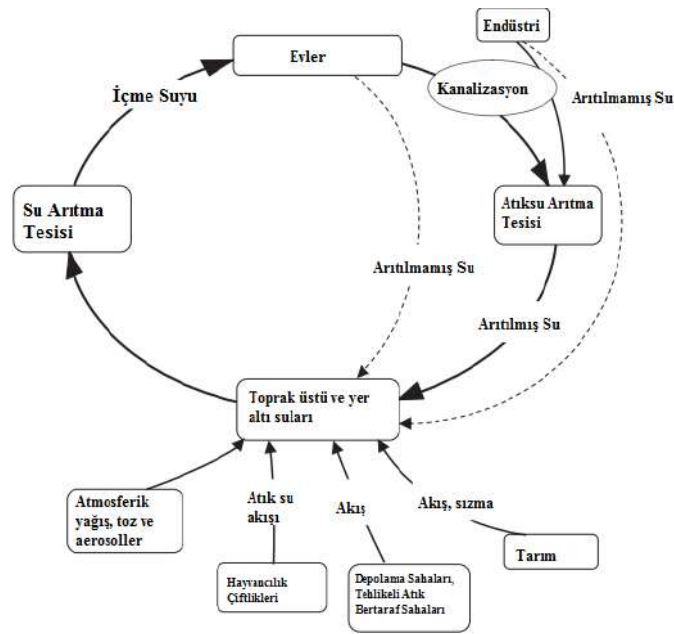 Endüstri
Evler
Kanalizasyon
Arıtılmamış Su
İçme Suyu
Su Arıtma
Tesisi
Atıksu Arıtma
Tesisi
Arıtılmamış Su
Arıtılmış Su
Toprak üstü ve yer
altı suları
Atmosferik
yağış, toz ve
aerosoller
Atık su
akışı
Akış
Akış, sızma
Hayvancılık
Çiftlikleri
Depolama Sahaları,
Tehlikeli Atık
Bertaraf Sahaları
Tarım